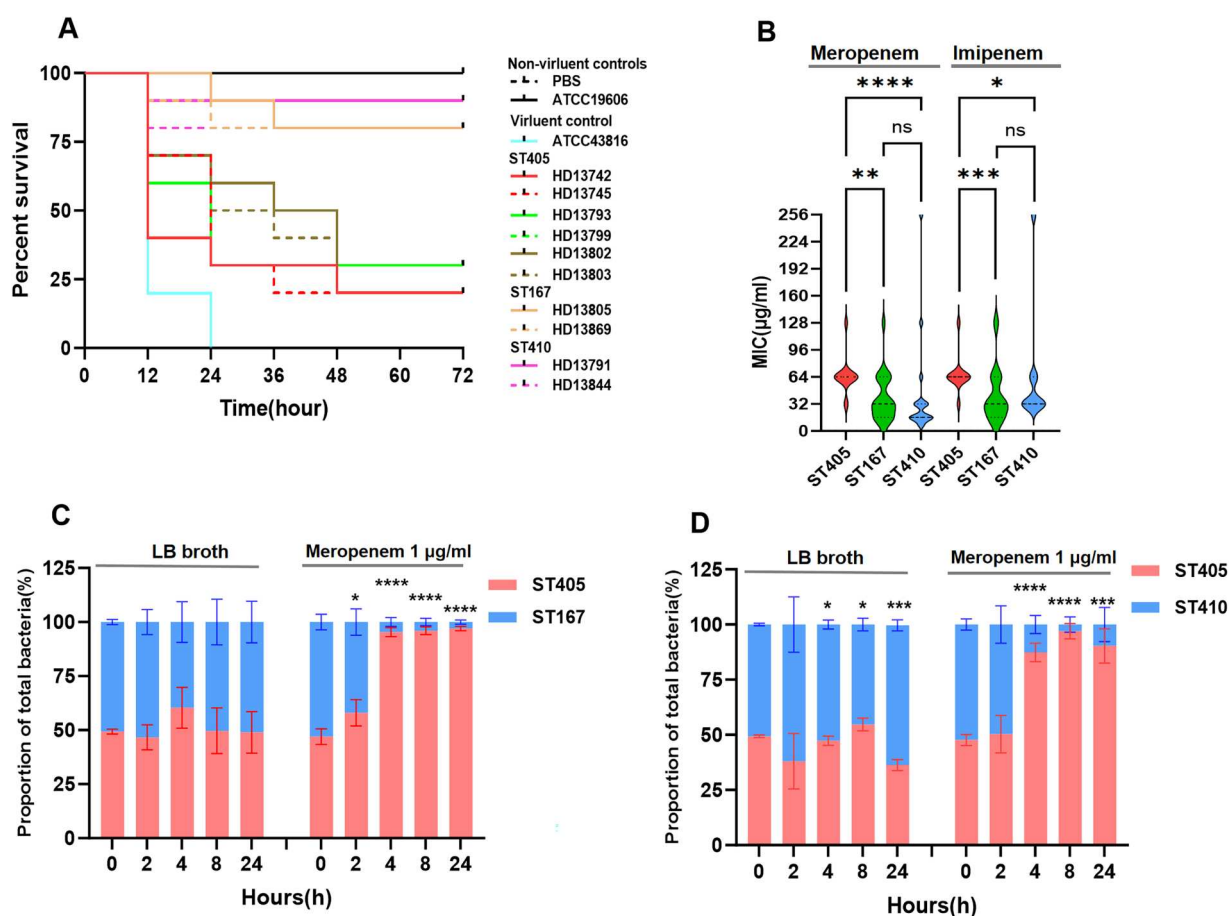 A
Percent survival
100
75
50
25
0
0 12 24 36 48 60 72
Time(hour)
Non-viruent controls
PBS
ATCC19606
Viruent control
ATCC43816
ST405
HD13742
HD13745
HD13793
HD13799
HD13802
HD13803
ST167
HD13805
HD13869
ST410
HD13791
HD13844
B
Meropenem Imipenem
**** *
ns ns
** ***
MIC(μg/ml)
256
224
192
160
128
96
64
32
0
ST405 ST167 ST410 ST405 ST167 ST410
C
LB broth Meropenem 1 μg/ml
ST405
ST167
* **** **** ****
Proportion of total bacteria(%)
125
100
75
50
25
0
0 2 4 8 24 0 2 4 8 24
Hours(h)
D
LB broth Meropenem 1 μg/ml
ST405
ST410
* * *** **** **** ***
Proportion of total bacteria(%)
125
100
75
50
25
0
0 2 4 8 24 0 2 4 8 24
Hours(h)